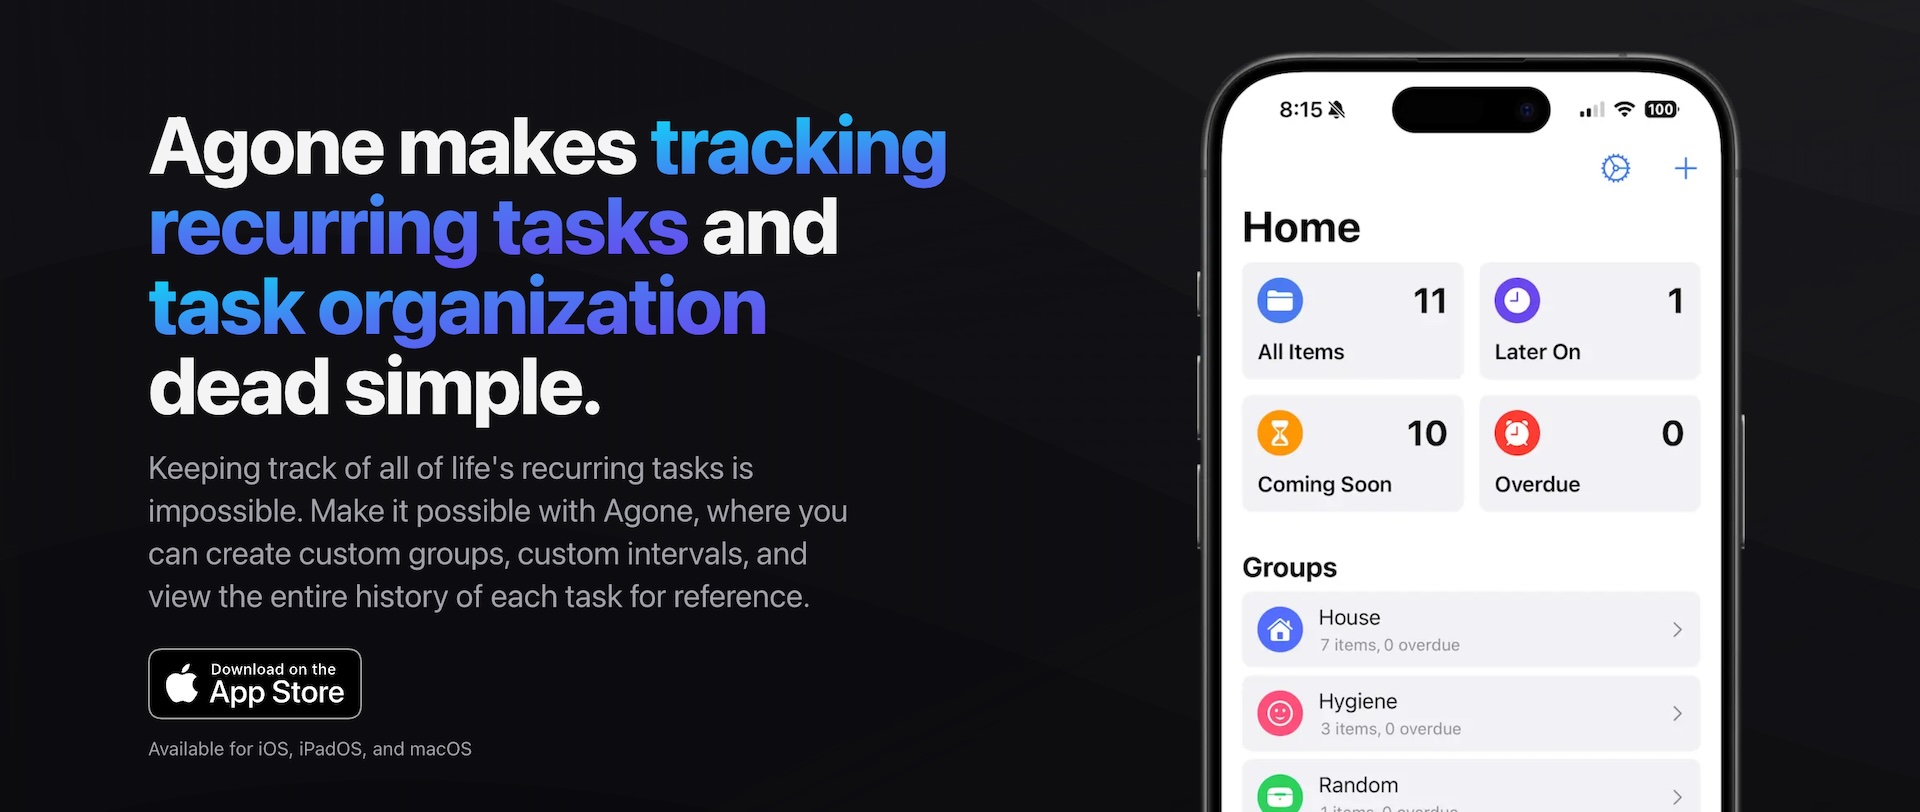 Agone makes tracking
recurring tasks and
task organization
dead simple.
Keeping track of all of life's recurring tasks is
impossible. Make it possible with Agone, where you
can create custom groups, custom intervals, and
view the entire history of each task for reference.
Download on the
App Store
Available for iOS, iPadOS, and macOS
8:15
100
Home
11
All Items
1
Later On
10
Coming Soon
0
Overdue
Groups
House
7 items, 0 overdue
Hygiene
3 items, 0 overdue
Random
1 items, 0 overdue